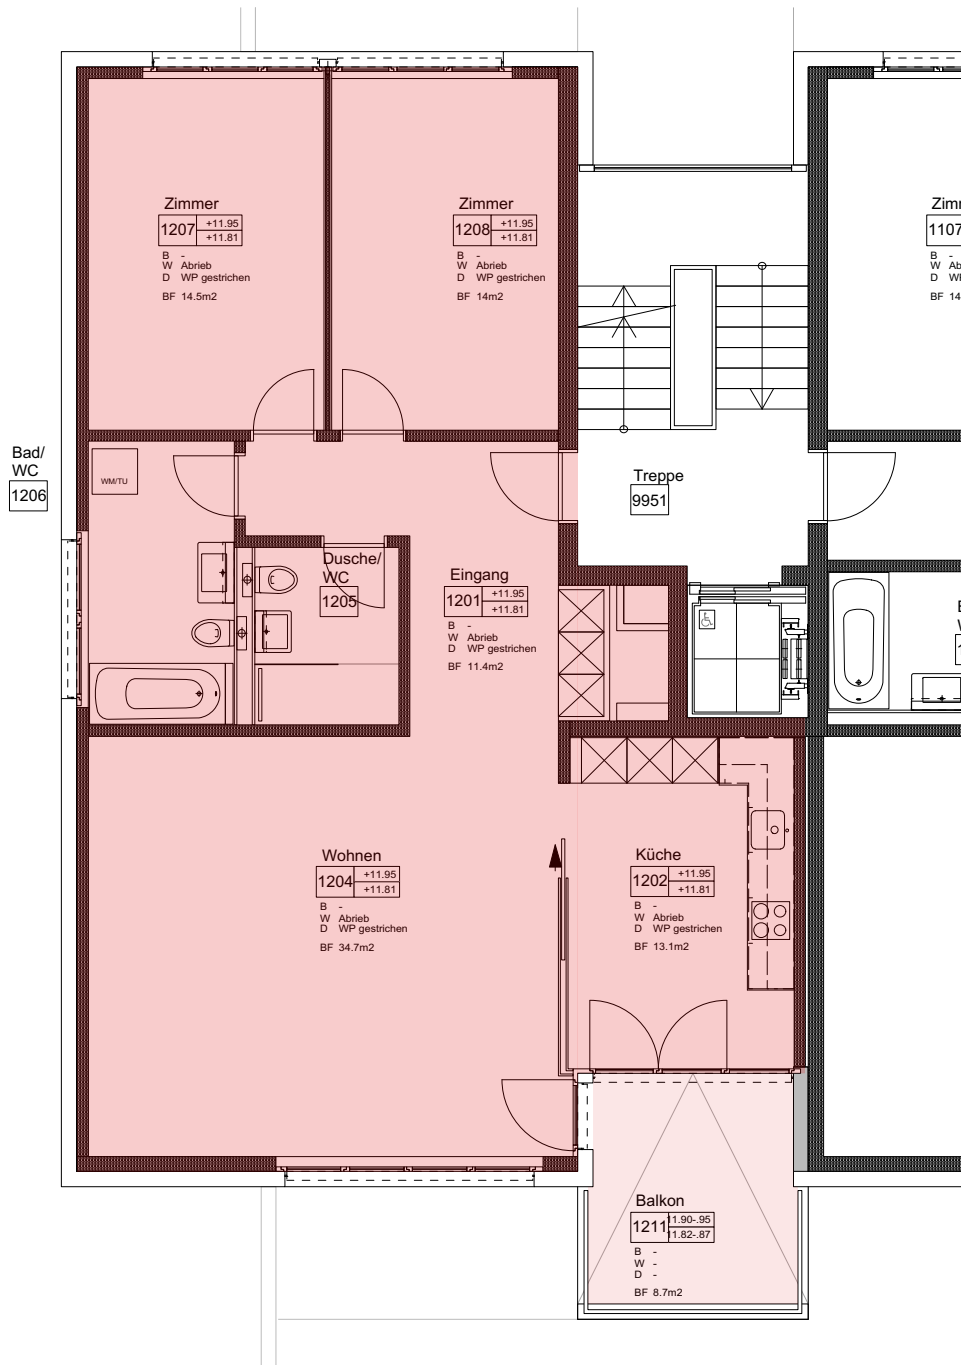 Zimmer
1207 +11.95
+11.81
B -
W Abrieb
D WP gestrichen
BF 14.5m2
Zimmer
1208 +11.95
+11.81
B -
W Abrieb
D WP gestrichen
BF 14m2
1107
B -
W
D
BF
Bad/
WC
1206
WM/TU
Treppe
9951
Dusche/
WC
1205
Eingang
1201 +11.95
+11.81
B -
W Abrieb
D WP gestrichen
BF 11.4m2
Wohnen
1204 +11.95
+11.81
B -
W Abrieb
D WP gestrichen
BF 34.7m2
Küche
1202 +11.95
+11.81
B -
W Abrieb
D WP gestrichen
BF 13.1m2
Balkon
1211 11.90-.95
11.82-.87
B -
W -
D -
BF 8.7m2